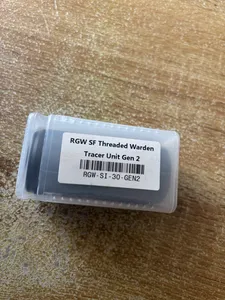 RGW SF Threaded Warden
Tracer Unit Gen 2
RGW-SI-30-GEN2